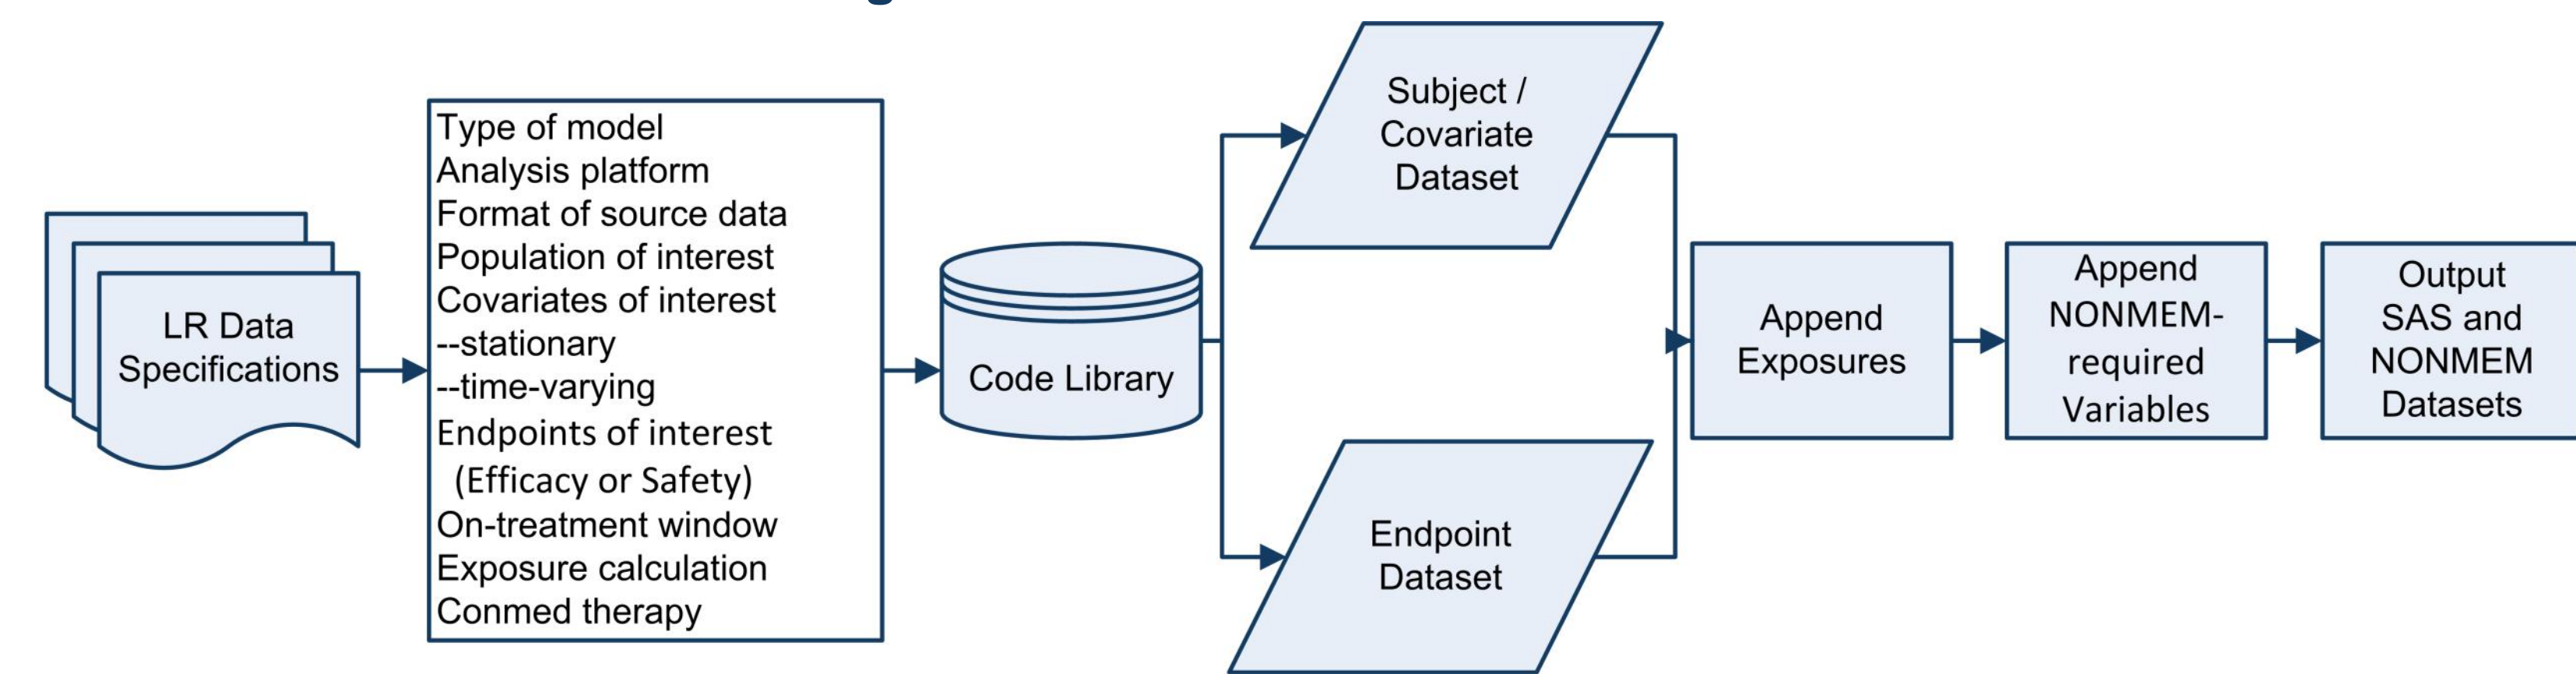 LR Data
Specifications
Type of model
Analysis platform
Format of source data
Population of interest
Covariates of interest
--stationary
--time-varying
Endpoints of interest
(Efficacy or Safety)
On-treatment window
Exposure calculation
Conmed therapy
Code Library
Subject /
Covariate
Dataset
Endpoint
Dataset
Append
Exposures
Append
NONMEM-
required
Variables
Output
SAS and
NONMEM
Datasets